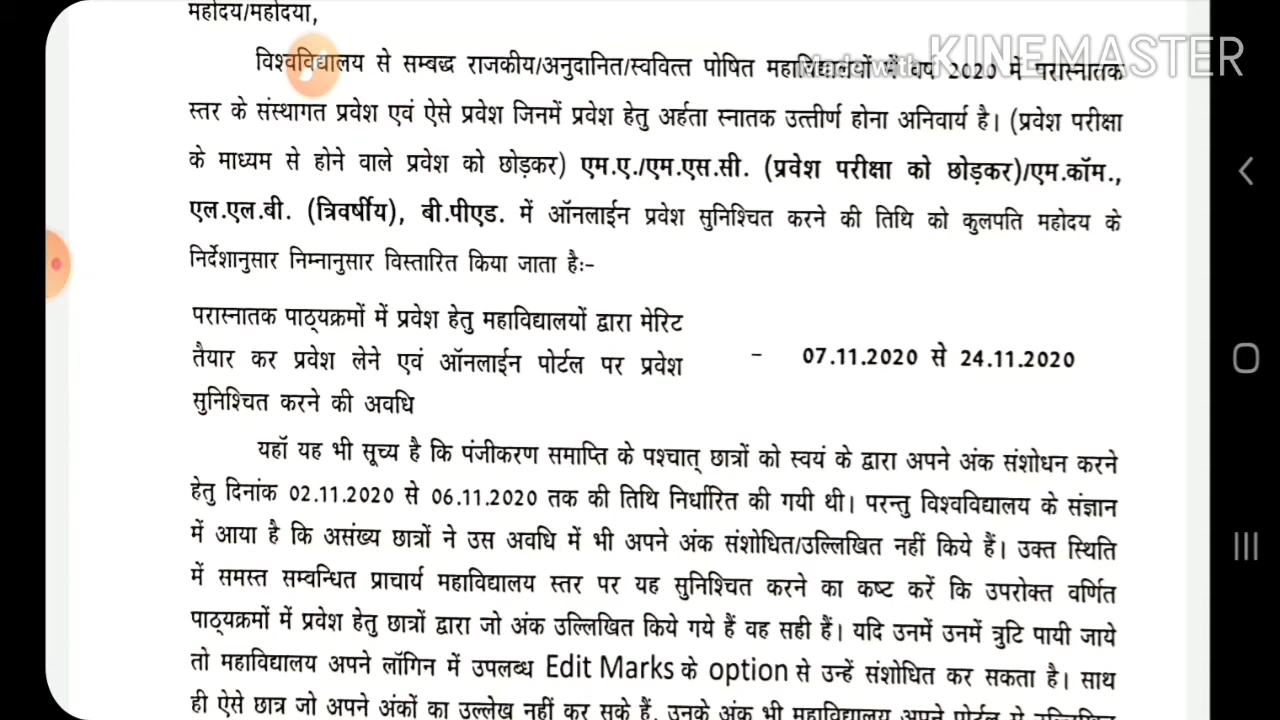 महोदय/महोदया,
विश्वविद्यालय से सम्बद्ध राजकीय/अनुदानित/स्ववित्त पोषित महाविद्यालयों में वर्ष 2020 में परास्नातक
Made with KINEMASTER
स्तर के संस्थागत प्रवेश एवं ऐसे प्रवेश जिनमें प्रवेश हेतु अर्हता स्नातक उत्तीर्ण होना अनिवार्य है। (प्रवेश परीक्षा
के माध्यम से होने वाले प्रवेश को छोड़कर) एम.ए./एम.एस.सी. (प्रवेश परीक्षा को छोड़कर)/एम.कॉम.,
एल.एल.बी. (त्रिवर्षीय), बी.पीएड. में ऑनलाईन प्रवेश सुनिश्चित करने की तिथि को कुलपति महोदय के
निर्देशानुसार निम्नानुसार विस्तारित किया जाता हैः-
परास्नातक पाठ्यक्रमों में प्रवेश हेतु महाविद्यालयों द्वारा मेरिट
तैयार कर प्रवेश लेने एवं ऑनलाईन पोर्टल पर प्रवेश - 07.11.2020 से 24.11.2020
सुनिश्चित करने की अवधि
यहाँ यह भी सूच्य है कि पंजीकरण समाप्ति के पश्चात् छात्रों को स्वयं के द्वारा अपने अंक संशोधन करने
हेतु दिनांक 02.11.2020 से 06.11.2020 तक की तिथि निर्धारित की गयी थी। परन्तु विश्वविद्यालय के संज्ञान
में आया है कि असंख्य छात्रों ने उस अवधि में भी अपने अंक संशोधित/उल्लिखित नहीं किये हैं। उक्त स्थिति
में समस्त सम्वन्धित प्राचार्य महाविद्यालय स्तर पर यह सुनिश्चित करने का कष्ट करें कि उपरोक्त वर्णित
पाठ्यक्रमों में प्रवेश हेतु छात्रों द्वारा जो अंक उल्लिखित किये गये हैं वह सही हैं। यदि उनमें उनमें त्रुटि पायी जाये
तो महाविद्यालय अपने लॉगिन में उपलब्ध Edit Marks के option से उन्हें संशोधित कर सकता है। साथ
ही ऐसे छात्र जो अपने अंकों का उल्लेख नहीं कर सके हैं, उनके अंक भी महाविद्यालय अपने पोर्टल से